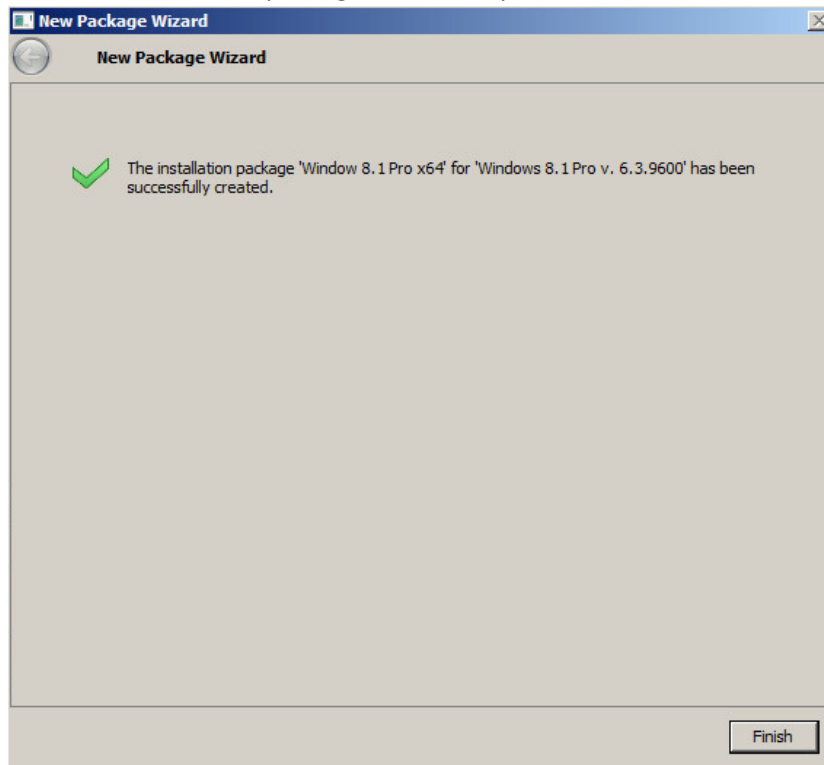 New Package Wizard
New Package Wizard
The installation package 'Window 8.1 Pro x64' for 'Windows 8.1 Pro v. 6.3.9600' has been
successfully created.
Finish